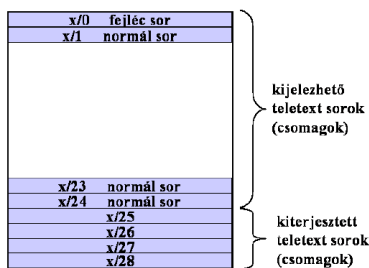 x/0 fejléc sor
x/1 normál sor
kijelezhető
teletext sorok
(csomagok)
x/23 normál sor
x/24 normál sor
x/25
x/26
x/27
x/28
kiterjesztett
teletext sorok
(csomagok)